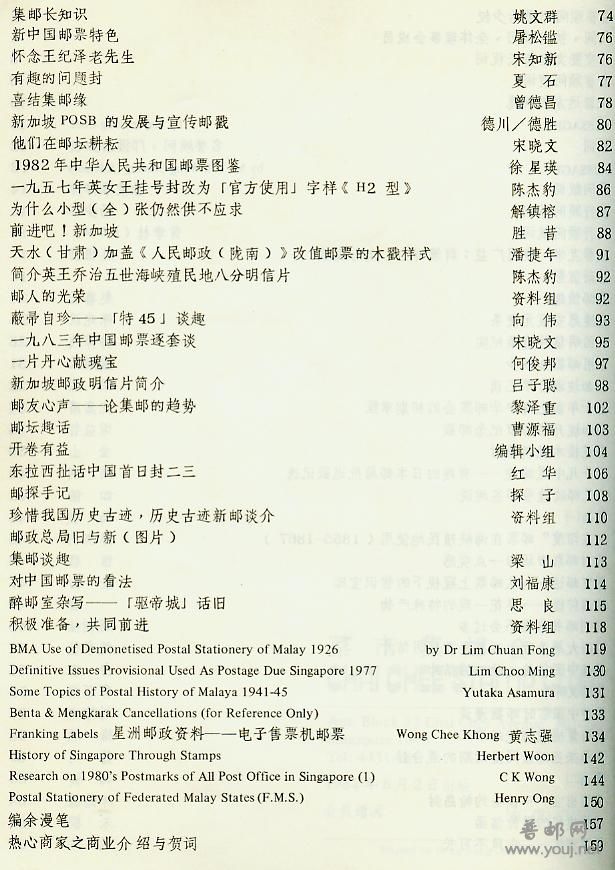 集邮长知识 姚文群 74
新中国邮票特色 屠松鑑 76
怀念王纪泽老先生 宋知新 76
有趣的问题封 夏石 77
喜结集邮缘 曾德昌 78
新加坡 POSB 的发展与宣传邮戳 德川／德胜 80
他们在邮坛耕耘 宋晓文 82
1982年中华人民共和国邮票图鉴 徐星瑛 84
一九五七年英女王挂号封改为「官方使用」字样《H2 型》 陈杰豹 86
为什么小型（全）张仍然供不应求 解镇榕 87
前进吧！新加坡 胜昔 88
天水（甘肃）加盖《人民邮政（陇南）》改值邮票的木戳样式 潘捷年 91
简介英王乔治五世海峡殖民地八分明信片 陈杰豹 92
邮人的光荣 资料组 92
蔽帚自珍——「特45」谈趣 向伟 93
一九八三年中国邮票逐套谈 宋晓文 95
一片丹心献瑰宝 何俊邦 97
新加坡邮政明信片简介 吕子聪 98
邮友心声——论集邮的趋势 黎泽重 102
邮坛趣话 曹源福 103
开卷有益 编辑小组 104
东拉西扯话中国首日封二三 红华 106
邮探手记 探子 108
珍惜我国历史古迹，历史古迹新邮谈介 资料组 110
邮政总局旧与新（图片） 112
集邮谈趣 梁山 113
对中国邮票的看法 刘福康 114
醉邮室杂写——「驱帝城」话旧 思良 115
积极准备，共同前进 资料组 118
BMA Use of Demonetised Postal Stationery of Malay 1926 by Dr Lim Chuan Fong 119
Definitive Issues Provisional Used As Postage Due Singapore 1977 Lim Choo Ming 130
Some Topics of Postal History of Malaya 1941-45 Yutaka Asamura 131
Benta & Mengkarak Cancellations (for Reference Only) 133
Franking Labels 星洲邮政资料——电子售票机邮票 Wong Chee Khong 黄志强 134
History of Singapore Through Stamps Herbert Woon 142
Research on 1980's Postmarks of All Post Office in Singapore (1) C K Wong 144
Postal Stationery of Federated Malay States (F.M.S.) Henry Ong 150
编余漫笔 157
热心商家之商业介 绍与贺词 159
普邮网
www.youj.net